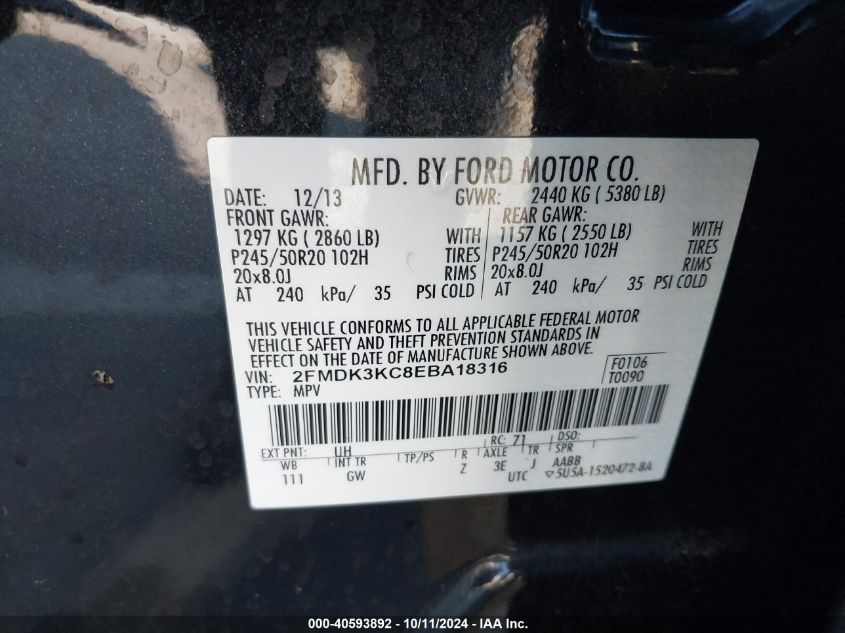 MFD. BY FORD MOTOR CO.
DATE: 12/13 GVWR: 2440 KG ( 5380 LB)
FRONT GAWR: REAR GAWR:
1297 KG ( 2860 LB) WITH 1157 KG ( 2550 LB) WITH
P245/50R20 102H TIRES P245/50R20 102H TIRES
20x8.0J RIMS 20x8.0J RIMS
AT 240 kPa/ 35 PSI COLD AT 240 kPa/ 35 PSI COLD
THIS VEHICLE CONFORMS TO ALL APPLICABLE FEDERAL MOTOR
VEHICLE SAFETY AND THEFT PREVENTION STANDARDS IN
EFFECT ON THE DATE OF MANUFACTURE SHOWN ABOVE.
VIN: 2FMDK3KC8EBA18316 F0106
TYPE: MPV T0090
EXT PNT: UH RC: 71 DSO:
WB INT TR TP/PS R AXLE TR SPR
111 GW Z 3E J AABB
UTC ▽5U5A-1520472-BA
000-40593892 - 10/11/2024 - IAA Inc.